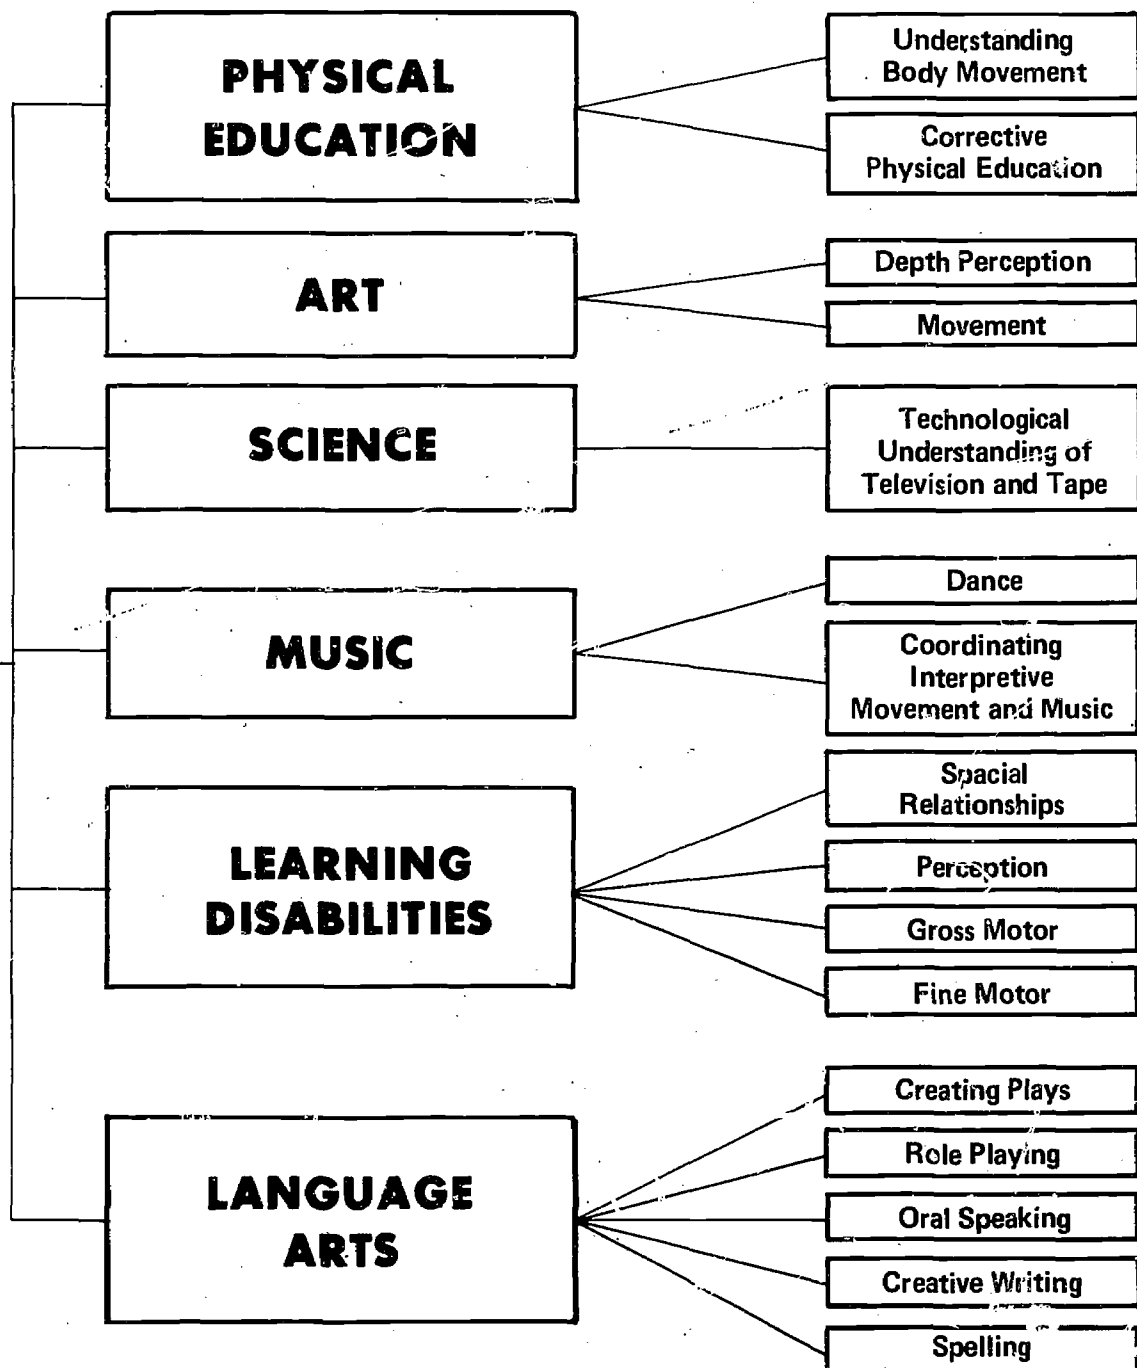 PHYSICAL
EDUCATION
Understanding
Body Movement
Corrective
Physical Education
ART
Depth Perception
Movement
SCIENCE
Technological
Understanding of
Television and Tape
MUSIC
Dance
Coordinating
Interpretive
Movement and Music
LEARNING
DISABILITIES
Spacial
Relationships
Perception
Gross Motor
Fine Motor
LANGUAGE
ARTS
Creating Plays
Role Playing
Oral Speaking
Creative Writing
Spelling